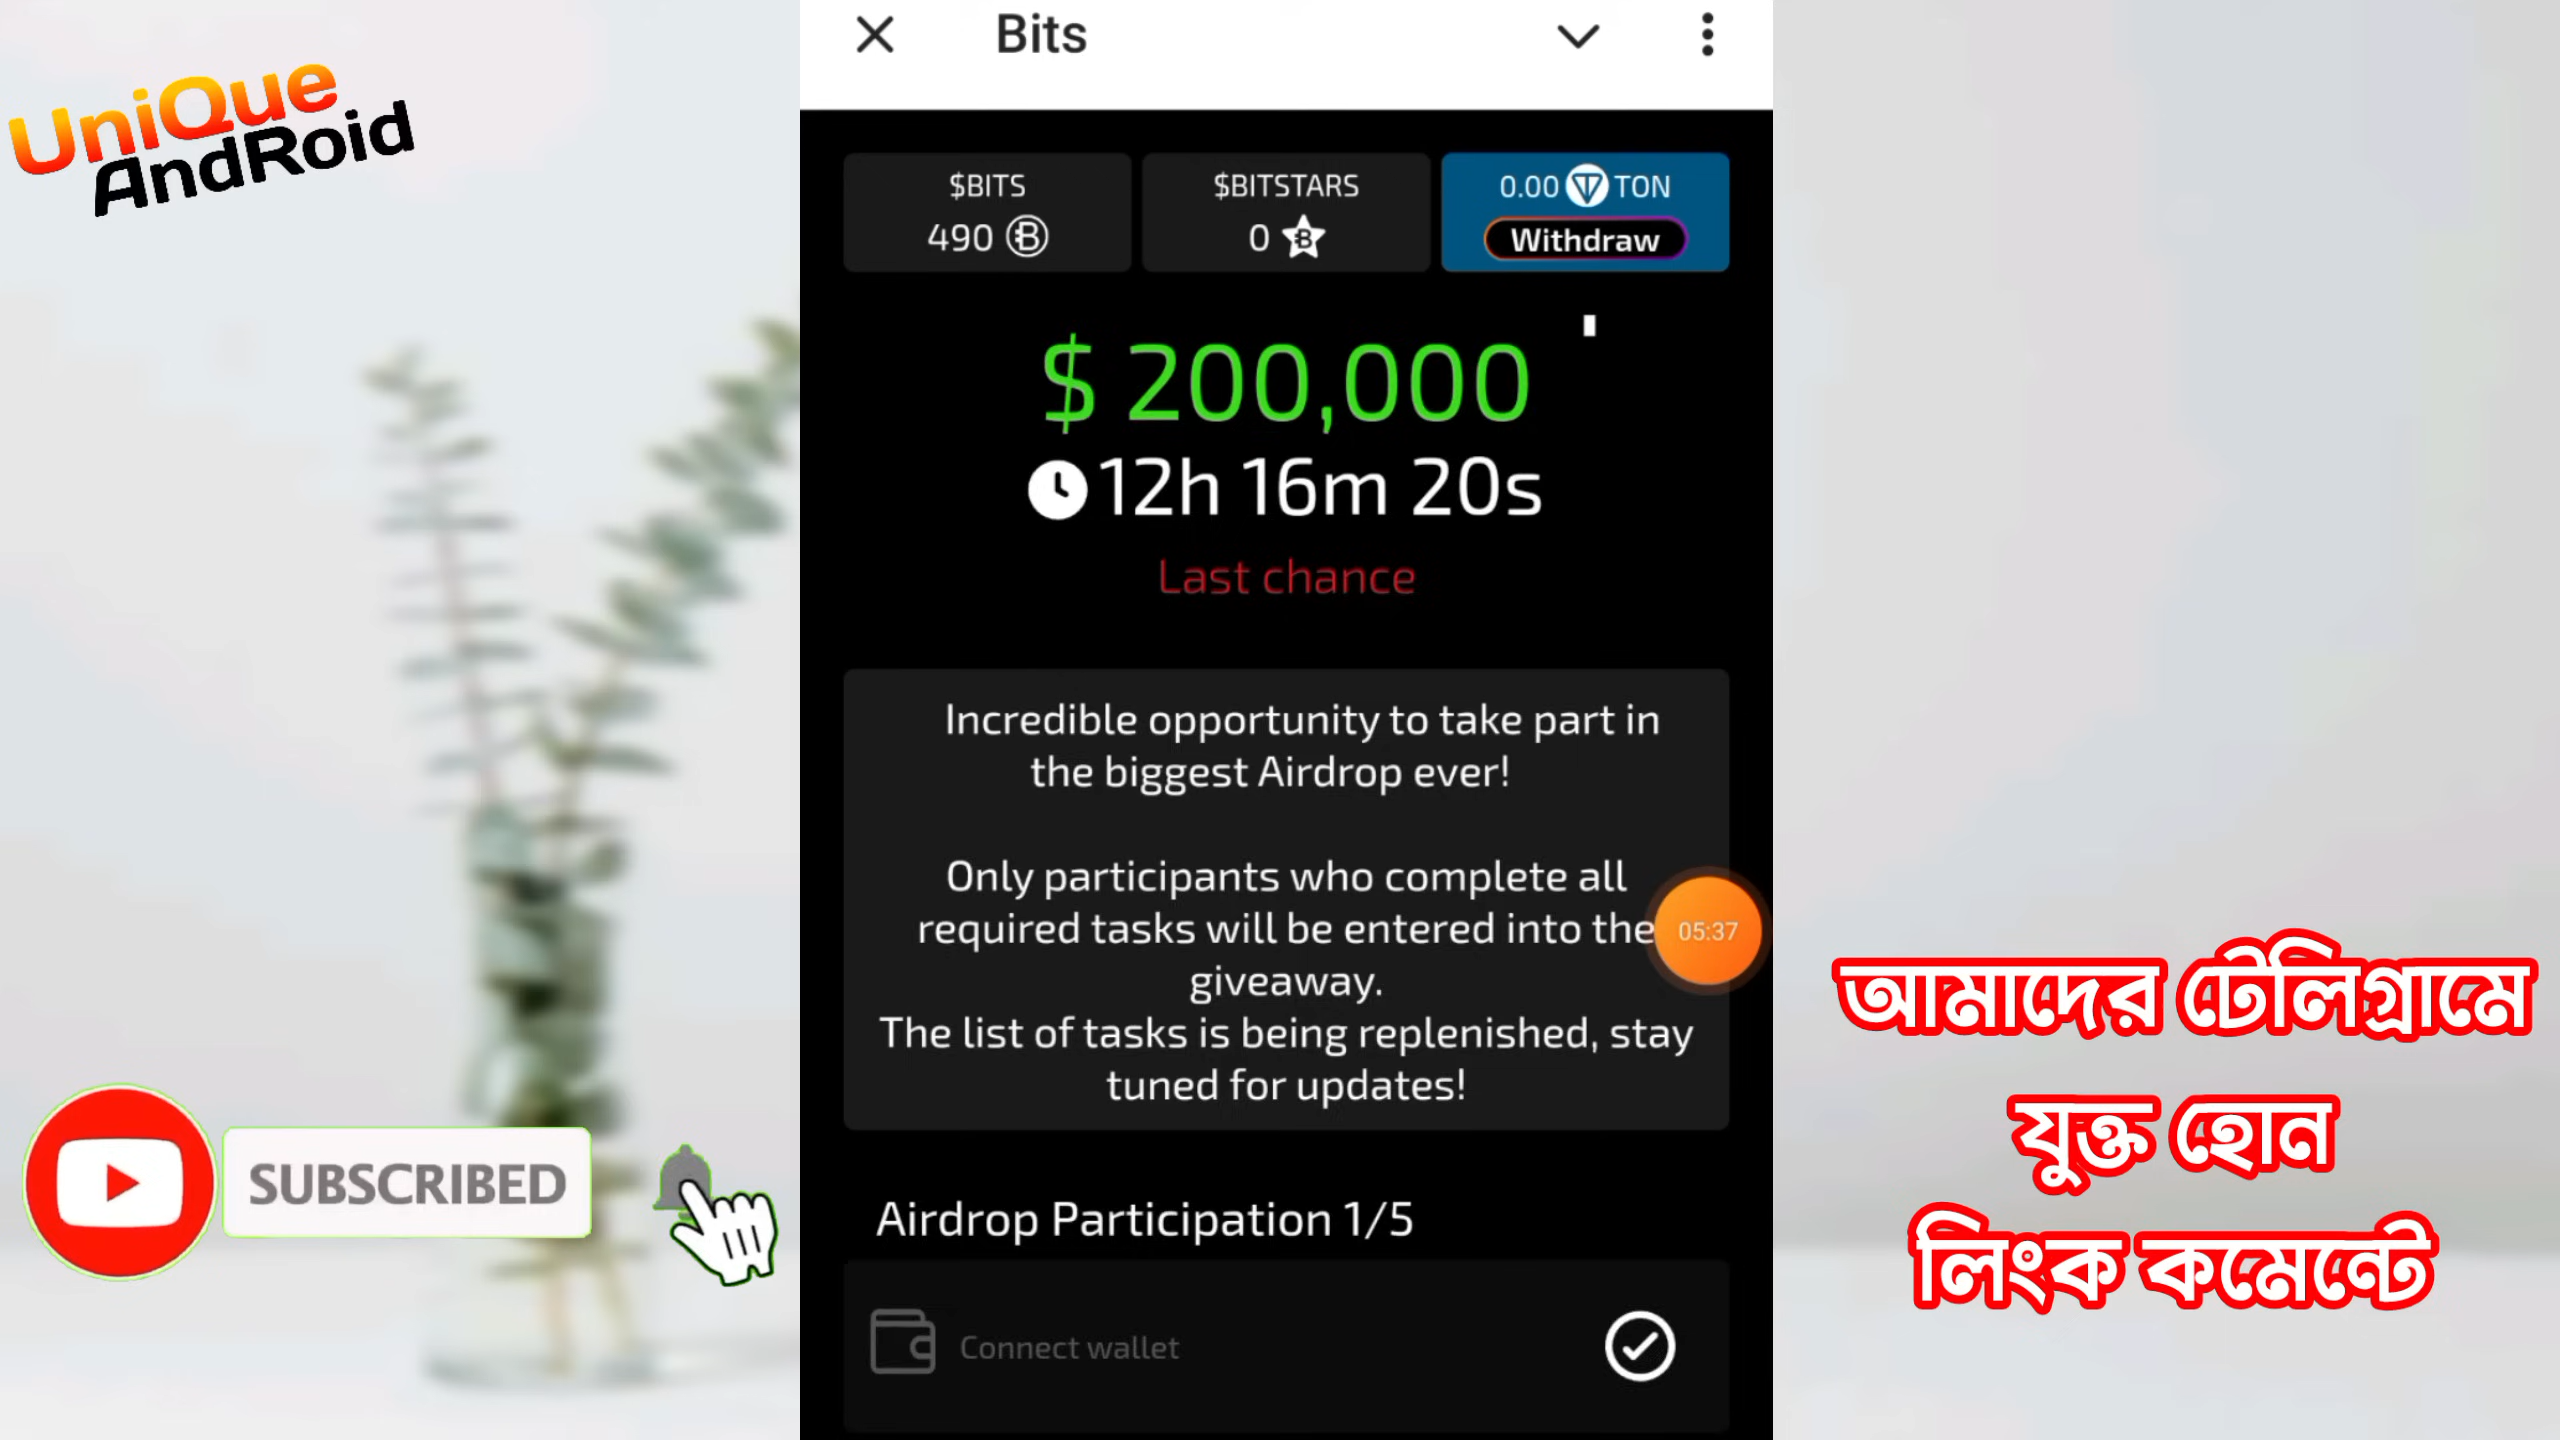 UniQue
AndRoid
Bits
$BITS
490
$BITSTARS
0
0.00 TON
Withdraw
$ 200,000
12h 16m 20s
Last chance
Incredible opportunity to take part in
the biggest Airdrop ever!
Only participants who complete all
required tasks will be entered into the
giveaway.
The list of tasks is being replenished, stay
tuned for updates!
05:37
Airdrop Participation 1/5
Connect wallet
SUBSCRIBED
আমাদের টেলিগ্রামে
যুক্ত হোন
লিংক কমেন্টে